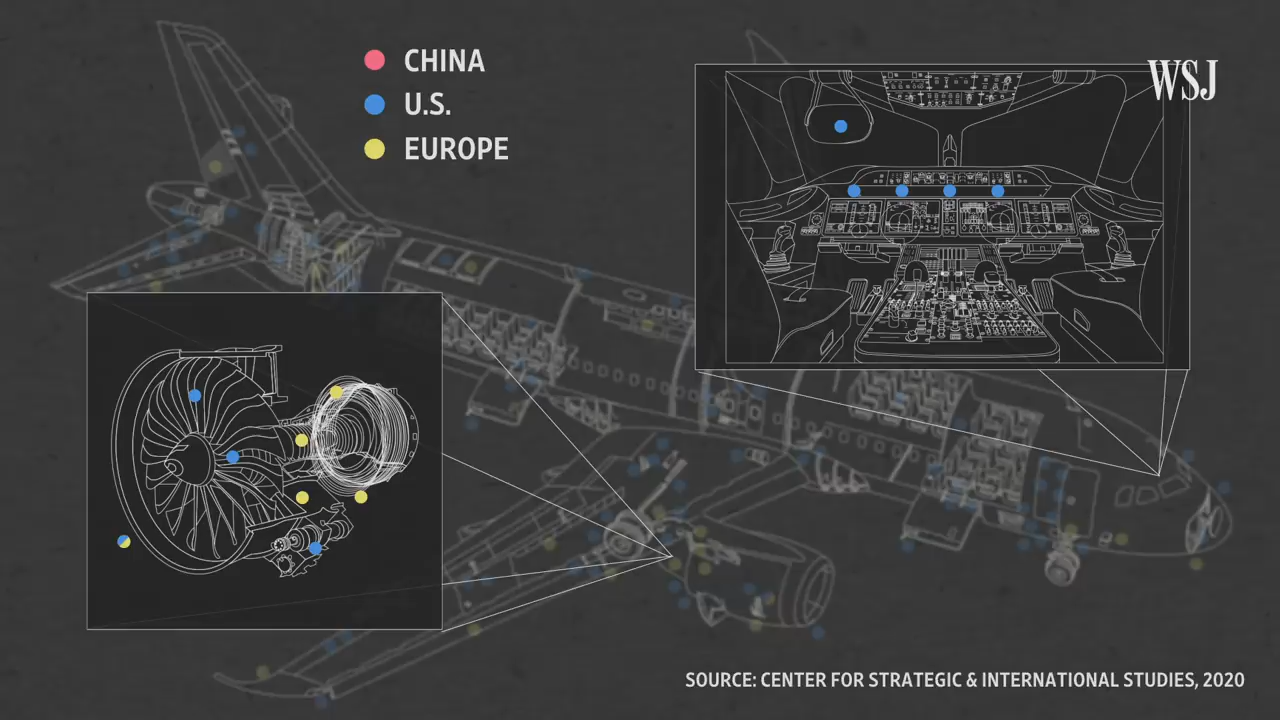 CHINA
U.S.
EUROPE
WSJ
SOURCE: CENTER FOR STRATEGIC & INTERNATIONAL STUDIES, 2020